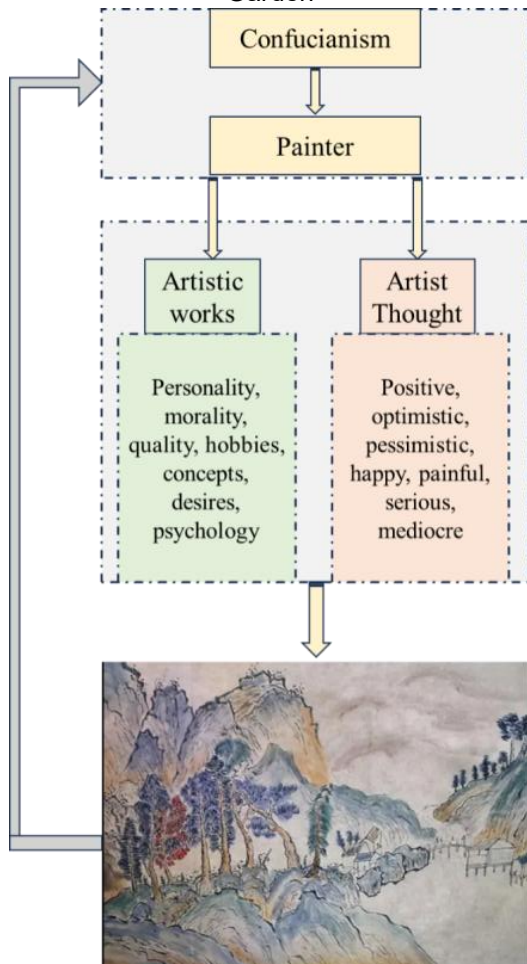 Garden
Confucianism
Painter
Artistic
works
Personality,
morality,
quality, hobbies,
concepts,
desires,
psychology
Artist
Thought
Positive,
optimistic,
pessimistic,
happy, painful,
serious,
mediocre